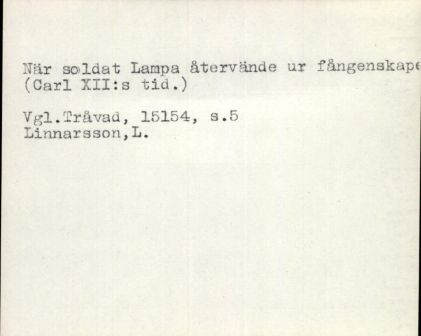 När soldat Lampa återvände ur fångenskape
(Carl XII:s tid.)
Vgl.Tråvad, 15154, s.5
Linnarsson,L.